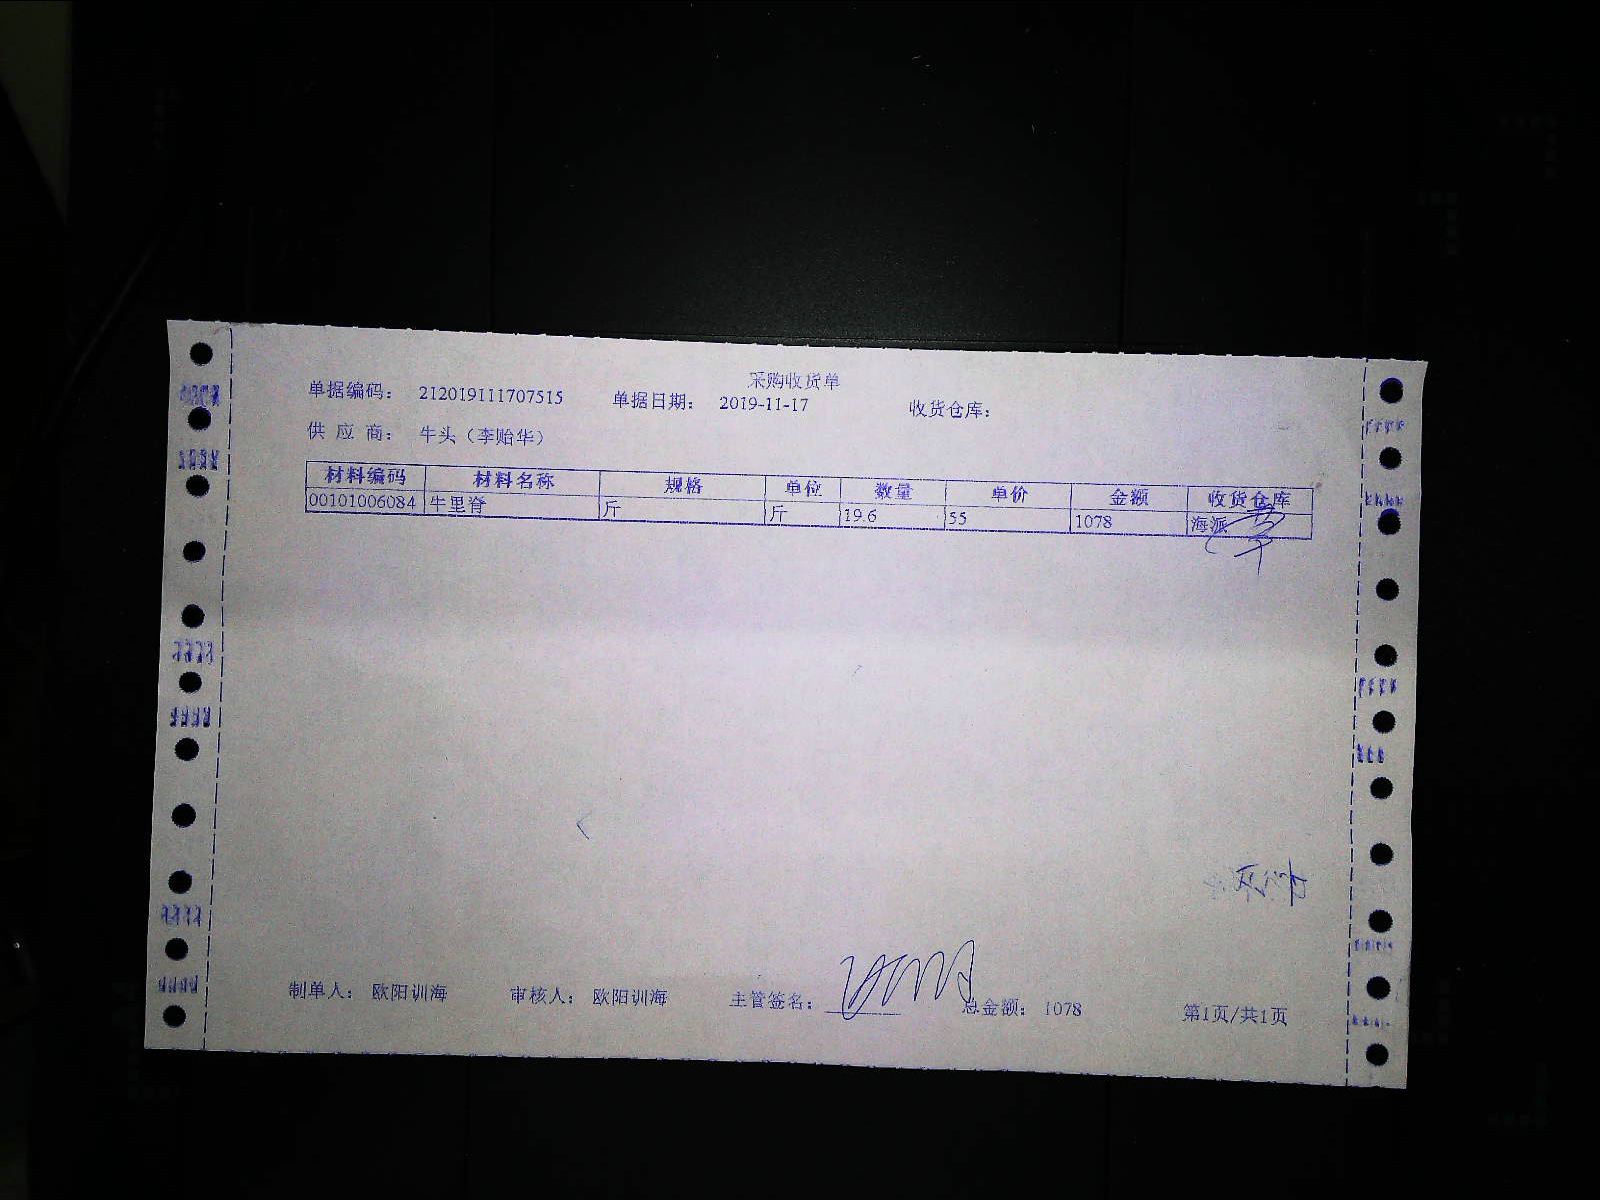 采购收货单
单据编码： 212019111707515 单据日期： 2019-11-17 收货仓库：
供 应 商： 牛头（李贻华）
材料编码 材料名称 规格 单位 数量 单价 金额 收货仓库
00101006084 牛里脊 斤 斤 19.6 55 1078 海派
制单人： 欧阳训海 审核人： 欧阳训海 主管签名： 总金额： 1078 第1页/共1页